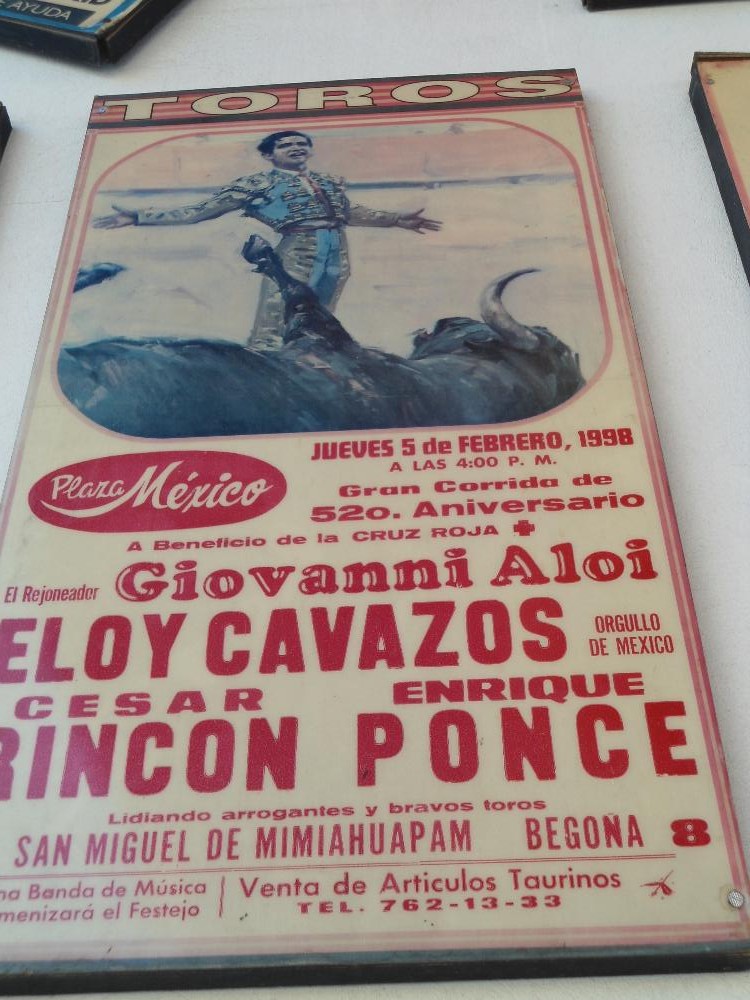 E AYUDA
TOROS
JUEVES 5 de FEBRERO, 1998
A LAS 4:00 P. M.
Plaza México
Gran Corrida de
52o. Aniversario
A Beneficio de la CRUZ ROJA
El Rejoneador Giovanni Aloi
ELOY CAVAZOS ORGULLO
DE MEXICO
CESAR ENRIQUE
RINCON PONCE
Lidiando arrogantes y bravos toros
SAN MIGUEL DE MIMIAHUAPAM BEGOÑA 8
na Banda de Música
menizará el Festejo
Venta de Articulos Taurinos
TEL. 762-13-33